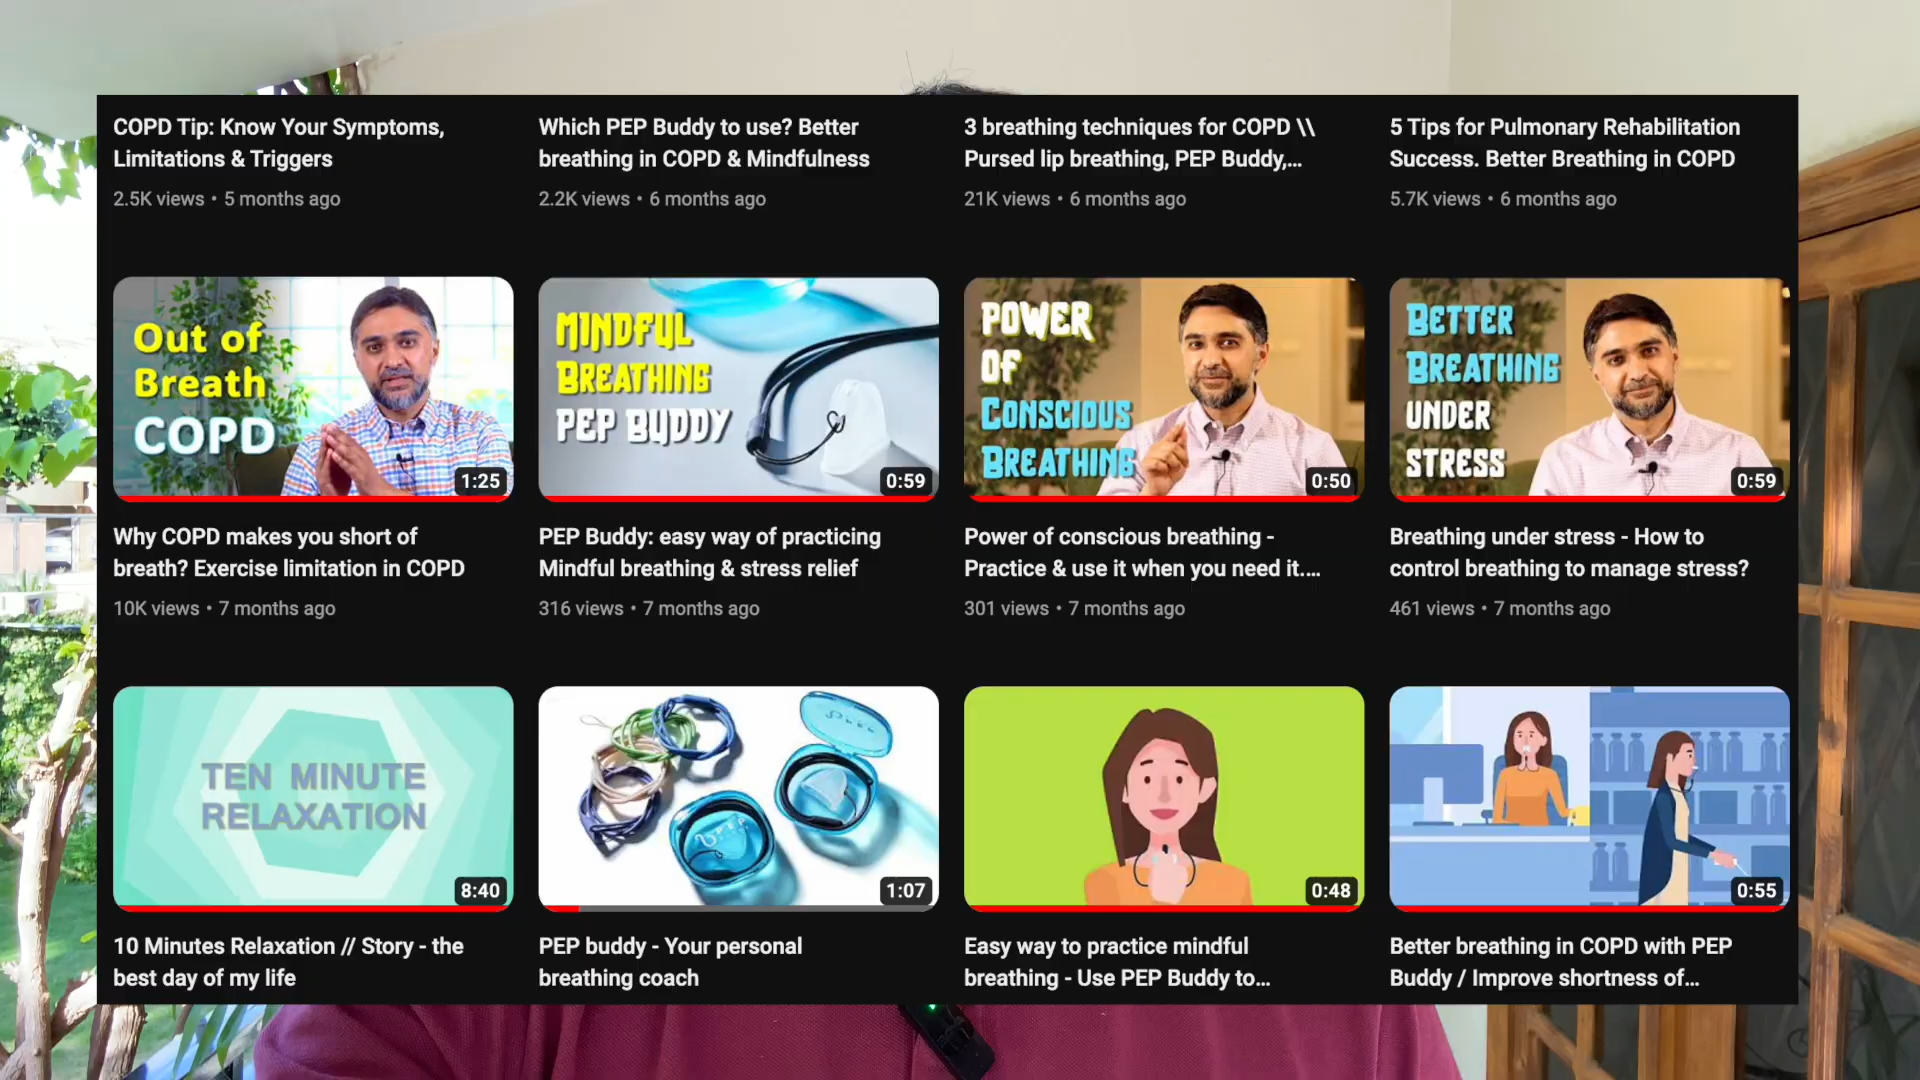 COPD Tip: Know Your Symptoms,
Limitations & Triggers
2.5K views • 5 months ago
Which PEP Buddy to use? Better
breathing in COPD & Mindfulness
2.2K views • 6 months ago
3 breathing techniques for COPD \\
Pursed lip breathing, PEP Buddy,...
21K views • 6 months ago
5 Tips for Pulmonary Rehabilitation
Success. Better Breathing in COPD
5.7K views • 6 months ago
Out of
Breath
COPD
1:25
Why COPD makes you short of
breath? Exercise limitation in COPD
10K views • 7 months ago
MINDFUL
BREATHING
PEP BUDDY
0:59
PEP Buddy: easy way of practicing
Mindful breathing & stress relief
316 views • 7 months ago
POWER
OF
CONSCIOUS
BREATHING
0:50
Power of conscious breathing -
Practice & use it when you need it....
301 views • 7 months ago
BETTER
BREATHING
UNDER
STRESS
0:59
Breathing under stress - How to
control breathing to manage stress?
461 views • 7 months ago
TEN MINUTE
RELAXATION
8:40
10 Minutes Relaxation // Story - the
best day of my life
PEP
1:07
PEP buddy - Your personal
breathing coach
0:48
Easy way to practice mindful
breathing - Use PEP Buddy to...
0:55
Better breathing in COPD with PEP
Buddy / Improve shortness of...